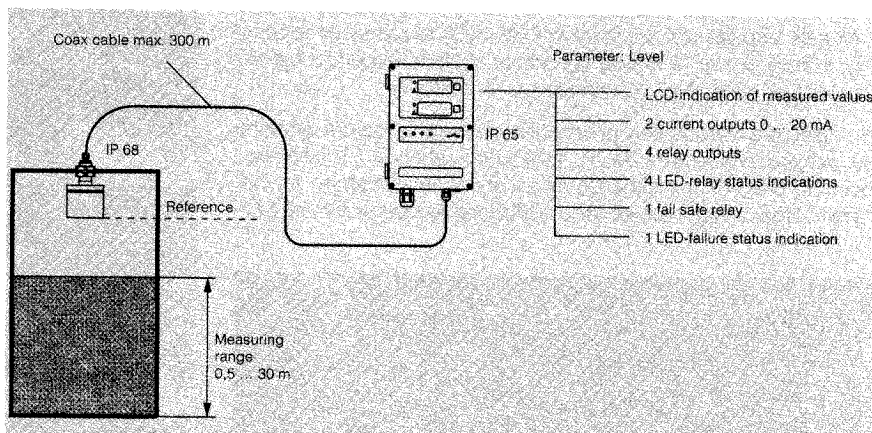 Coax cable max. 300 m
Parameter: Level
LCD-indication of measured values
2 current outputs 0 ... 20 mA
IP 65
IP 68
4 relay outputs
4 LED-relay status indications
Reference
1 fail safe relay
1 LED-failure status indication
Measuring
range
0,5 ... 30 m